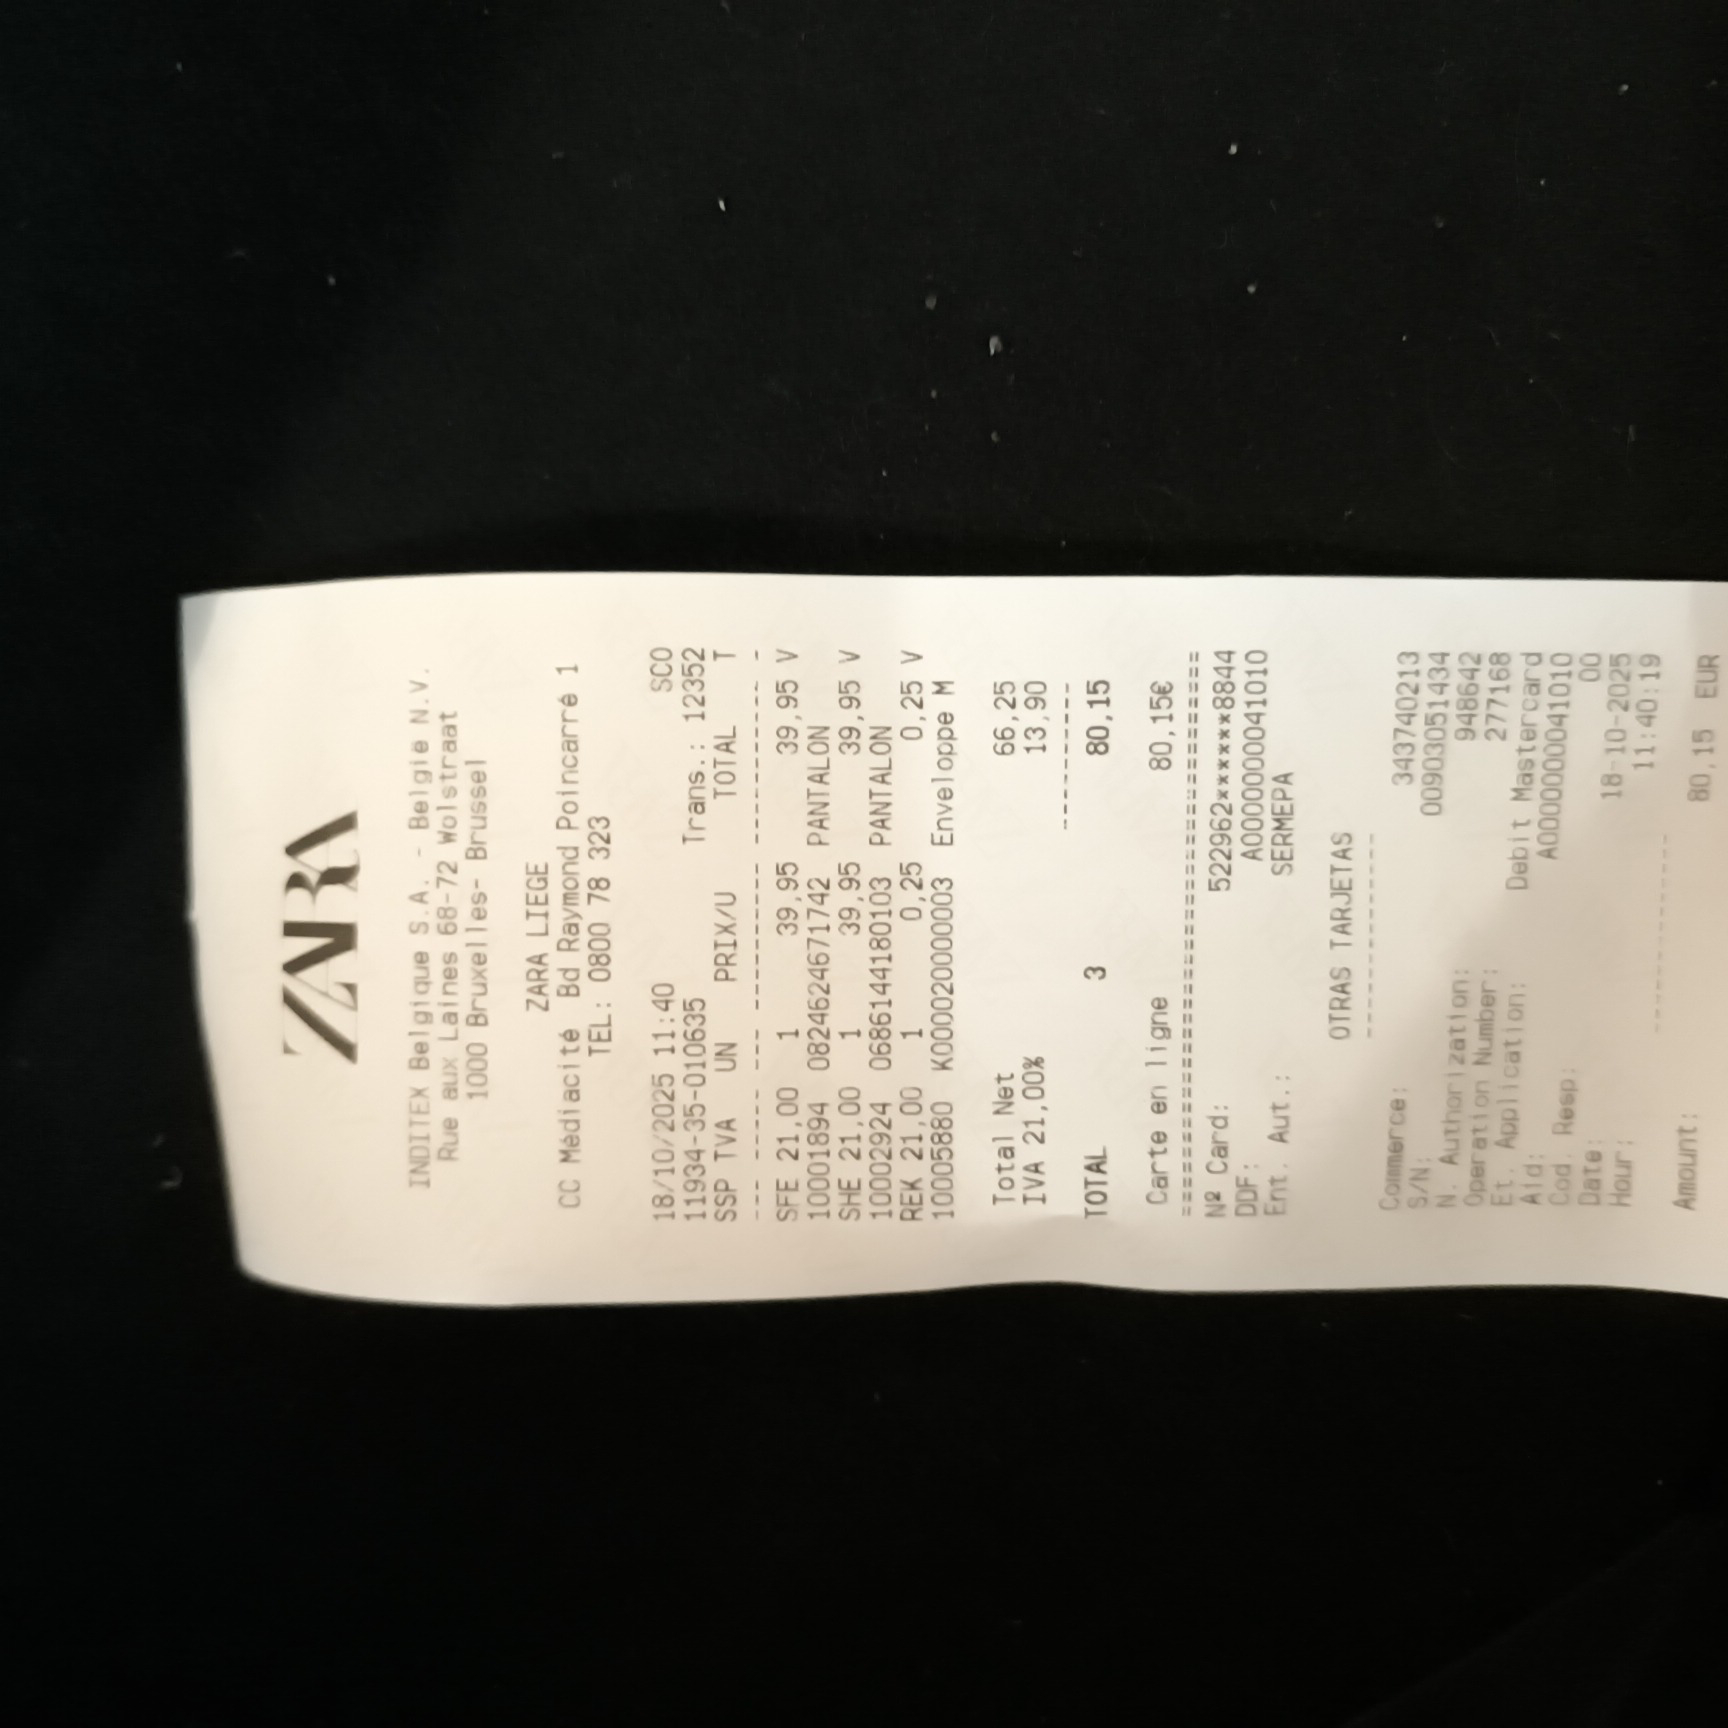 ZARA
INDITEX Belgique S.A. - Belgie N.V.
Rue aux Laines 68-72 Wolstraat
1000 Bruxelles- Brussel
ZARA LIEGE
CC Médiacité Bd Raymond Poincarré 1
TEL: 0800 78 323
18/10/2025 11:40 SCO
11934-35-010635 Trans.: 12352
SSP TVA UN PRIX/U TOTAL T
--- ----- --- ----------- ----------- -
SFE 21,00 1 39,95 39,95 V
10001894 08246246717​42 PANTALON
SHE 21,00 1 39,95 39,95 V
10002924 06861441801​03 PANTALON
REK 21,00 1 0,25 0,25 V
10005880 K000020000003 Enveloppe M
Total Net 66,25
IVA 21,00% 13,90
----------
TOTAL 3 80,15
Carte en ligne 80,15€
======================================
Nº Card: 522962******8844
DDF: A0000000041010
Ent. Aut.: SERMEPA
OTRAS TARJETAS
--------------
Commerce: 343740213
S/N: 00903051434
N. Authorization: 948642
Operation Number: 277168
Et. Application: Debit Mastercard
Aid: A0000000041010
Cod. Resp: 00
Date: 18-10-2025
Hour: 11:40:19
--------------
Amount: 80,15 EUR